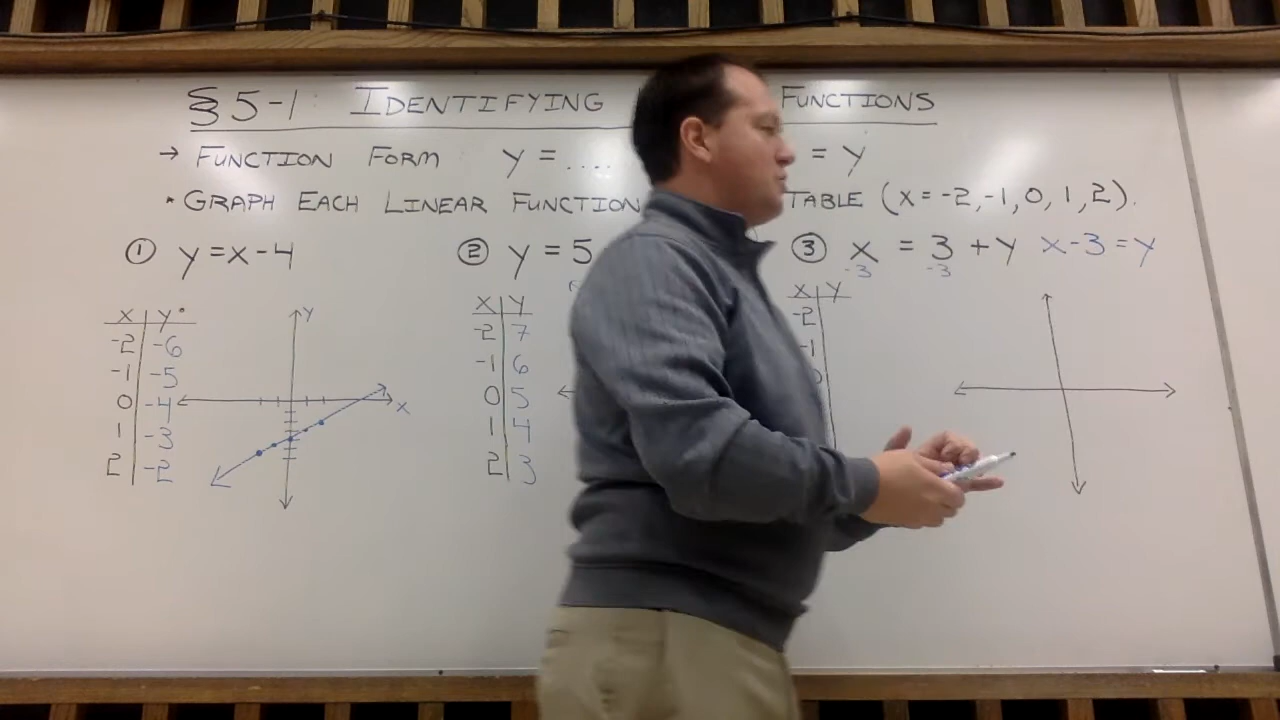 § 5-1: IDENTIFYING FUNCTIONS
→ FUNCTION FORM y = .... = y
• GRAPH EACH LINEAR FUNCTION TABLE (x = -2, -1, 0, 1, 2).
① y = x - 4
x y
-2 -6
-1 -5
0 -4
1 -3
2 -2
y
x
② y = 5
x y
-2 7
-1 6
0 5
1 4
2 3
③ x = 3 + y x - 3 = y
-3 -3
x y
-2
-1